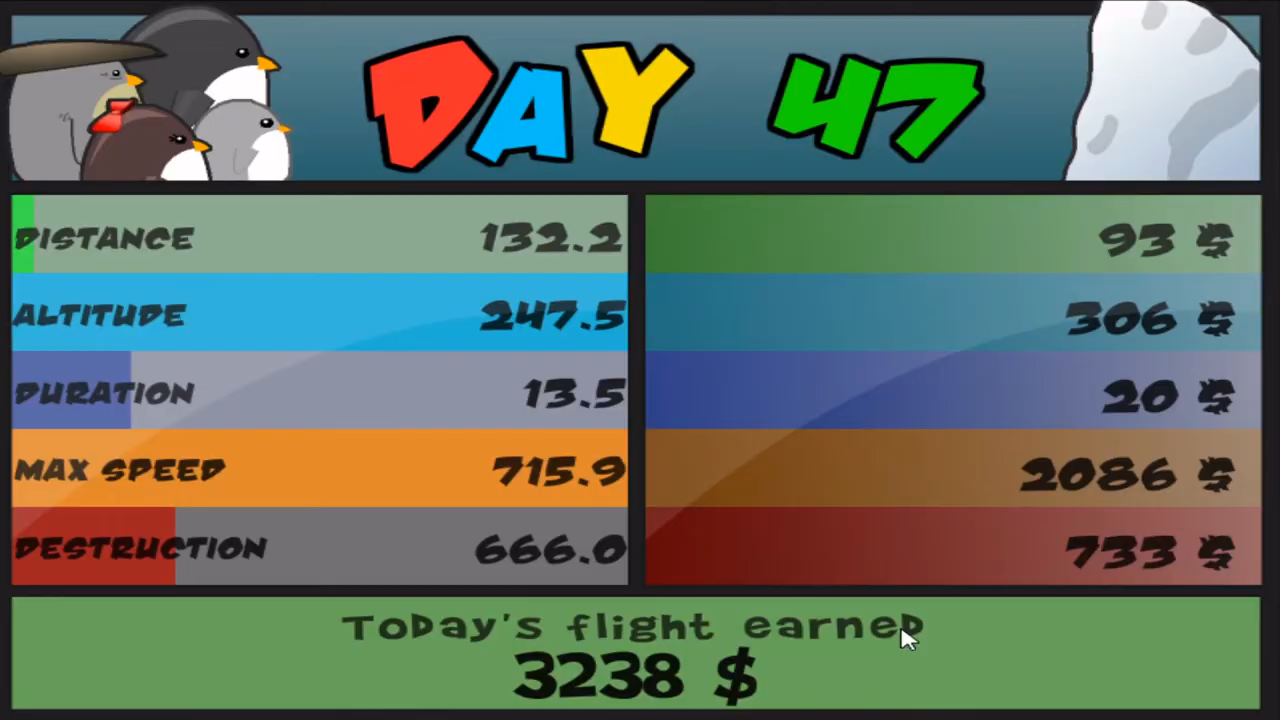 DAY 47
DISTANCE 132.2 93 $
ALTITUDE 247.5 306 $
DURATION 13.5 20 $
MAX SPEED 715.9 2086 $
DESTRUCTION 666.0 733 $
Today's flight earned
3238 $